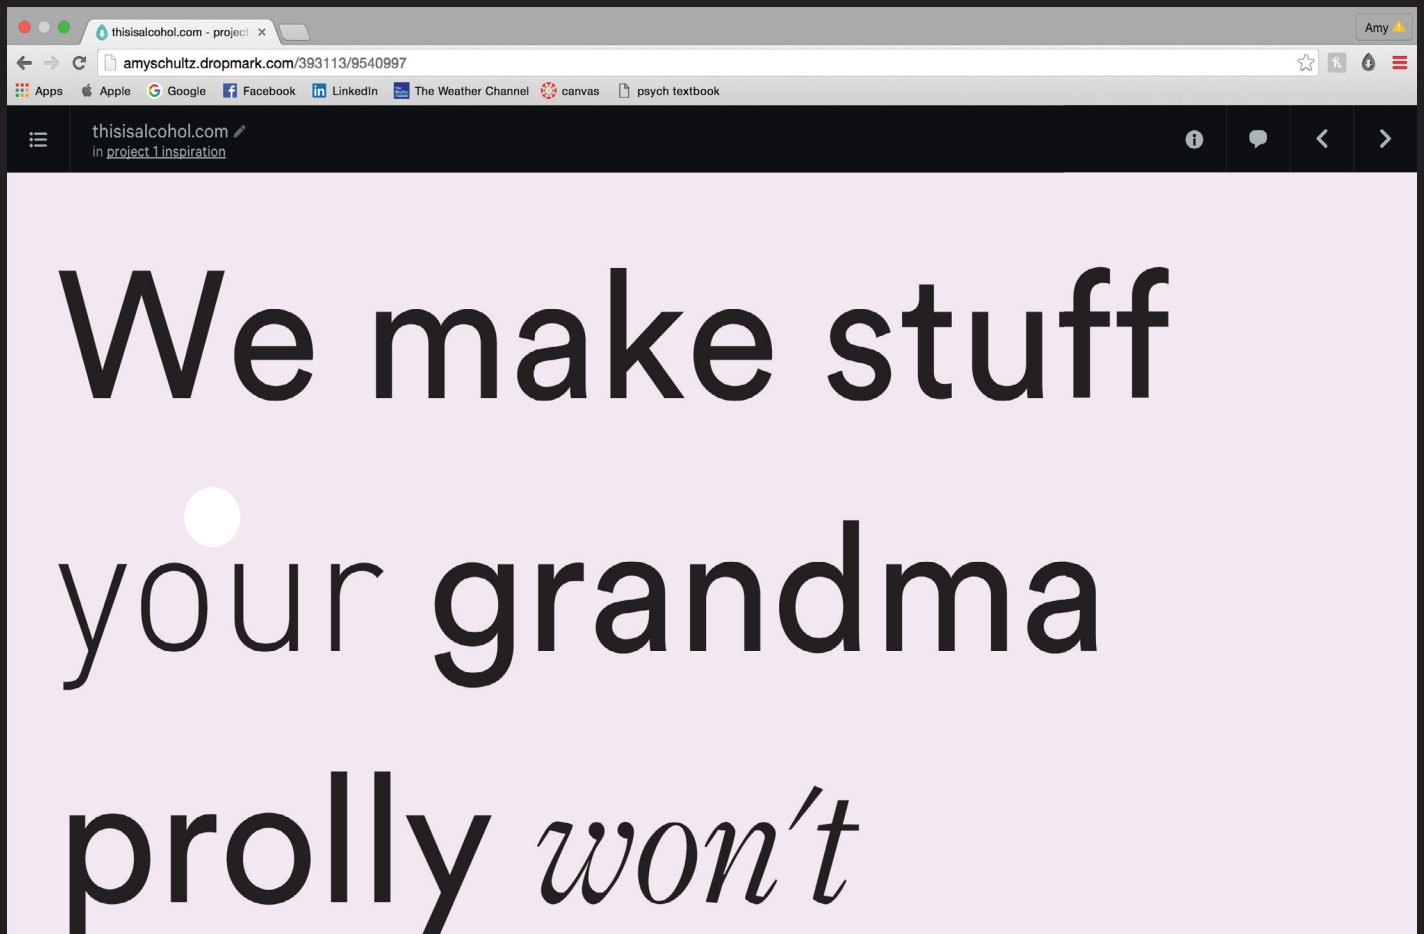 thisisalcohol.com - project
Amy
amyschultz.dropmark.com/393113/9540997
Apps Apple Google Facebook LinkedIn The Weather Channel canvas psych textbook
thisisalcohol.com
in project 1 inspiration
We make stuff
your grandma
prolly won't